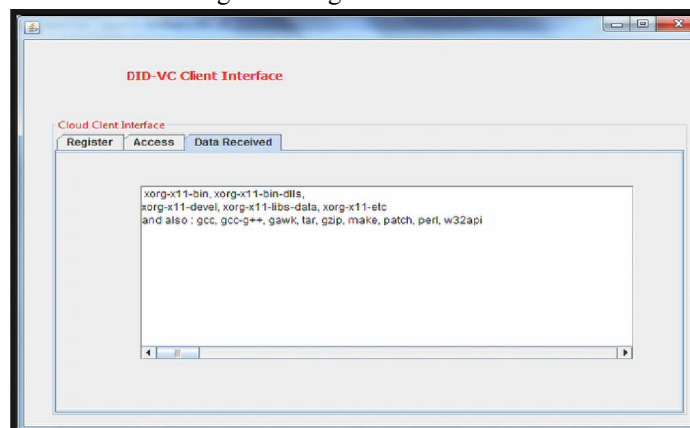 DID-VC Client Interface
Cloud Client Interface
Register Access Data Received
xorg-x11-bin, xorg-x11-bin-dlls,
xorg-x11-devel, xorg-x11-libs-data, xorg-x11-etc
and also : gcc, gcc-g++, gawk, tar, gzip, make, patch, perl, w32api